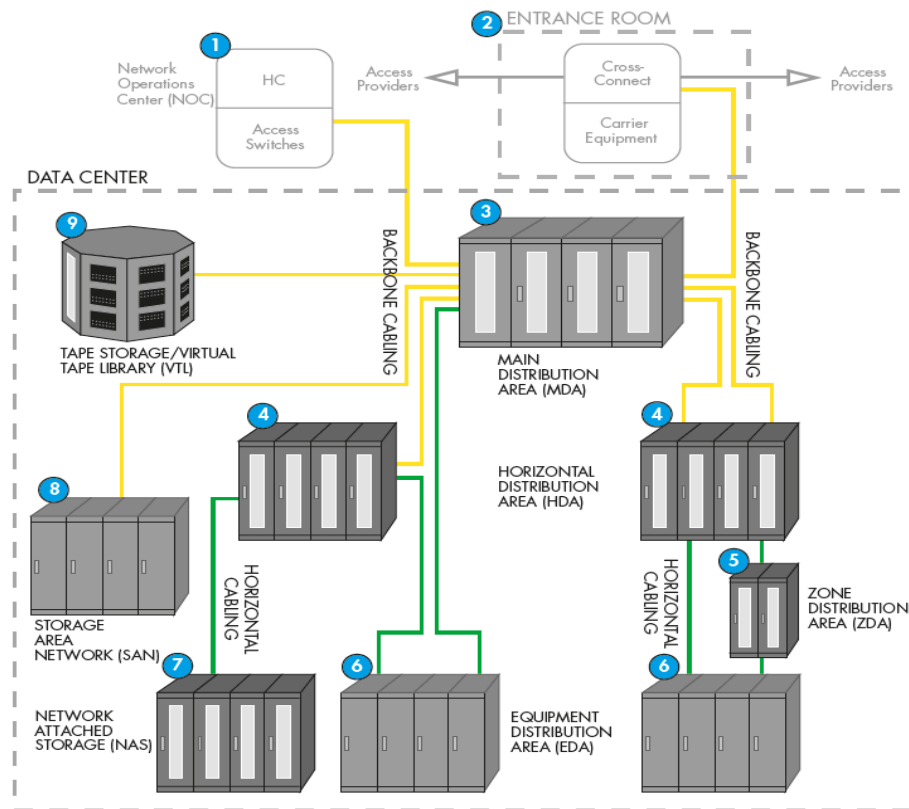 2
ENTRANCE ROOM
1
Network
Operations
Center (NOC)
HC
Access
Switches
Access
Providers
Cross-
Connect
Carrier
Equipment
Access
Providers
DATA CENTER
9
TAPE STORAGE/VIRTUAL
TAPE LIBRARY (VTL)
BACKBONE CABLING
3
MAIN
DISTRIBUTION
AREA (MDA)
BACKBONE CABLING
4
4
HORIZONTAL
DISTRIBUTION
AREA (HDA)
8
STORAGE
AREA
NETWORK (SAN)
HORIZONTAL
CABLING
HORIZONTAL
CABLING
5
ZONE
DISTRIBUTION
AREA (ZDA)
7
NETWORK
ATTACHED
STORAGE (NAS)
6
EQUIPMENT
DISTRIBUTION
AREA (EDA)
6